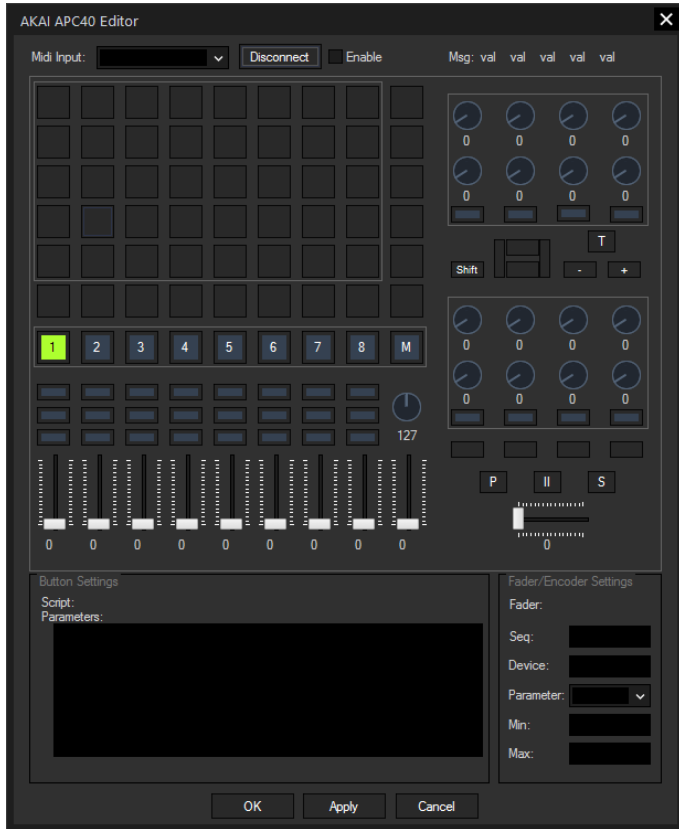 AKAI APC40 Editor
Midi Input: Disconnect Enable Msg: val val val val val
0 0 0 0
0 0 0 0
T
Shift - +
1 2 3 4 5 6 7 8 M
0 0 0 0
0 0 0 0
127
P II S
0 0 0 0 0 0 0 0 0 0
Button Settings
Script:
Parameters:
Fader/Encoder Settings
Fader:
Seq:
Device:
Parameter:
Min:
Max:
OK Apply Cancel